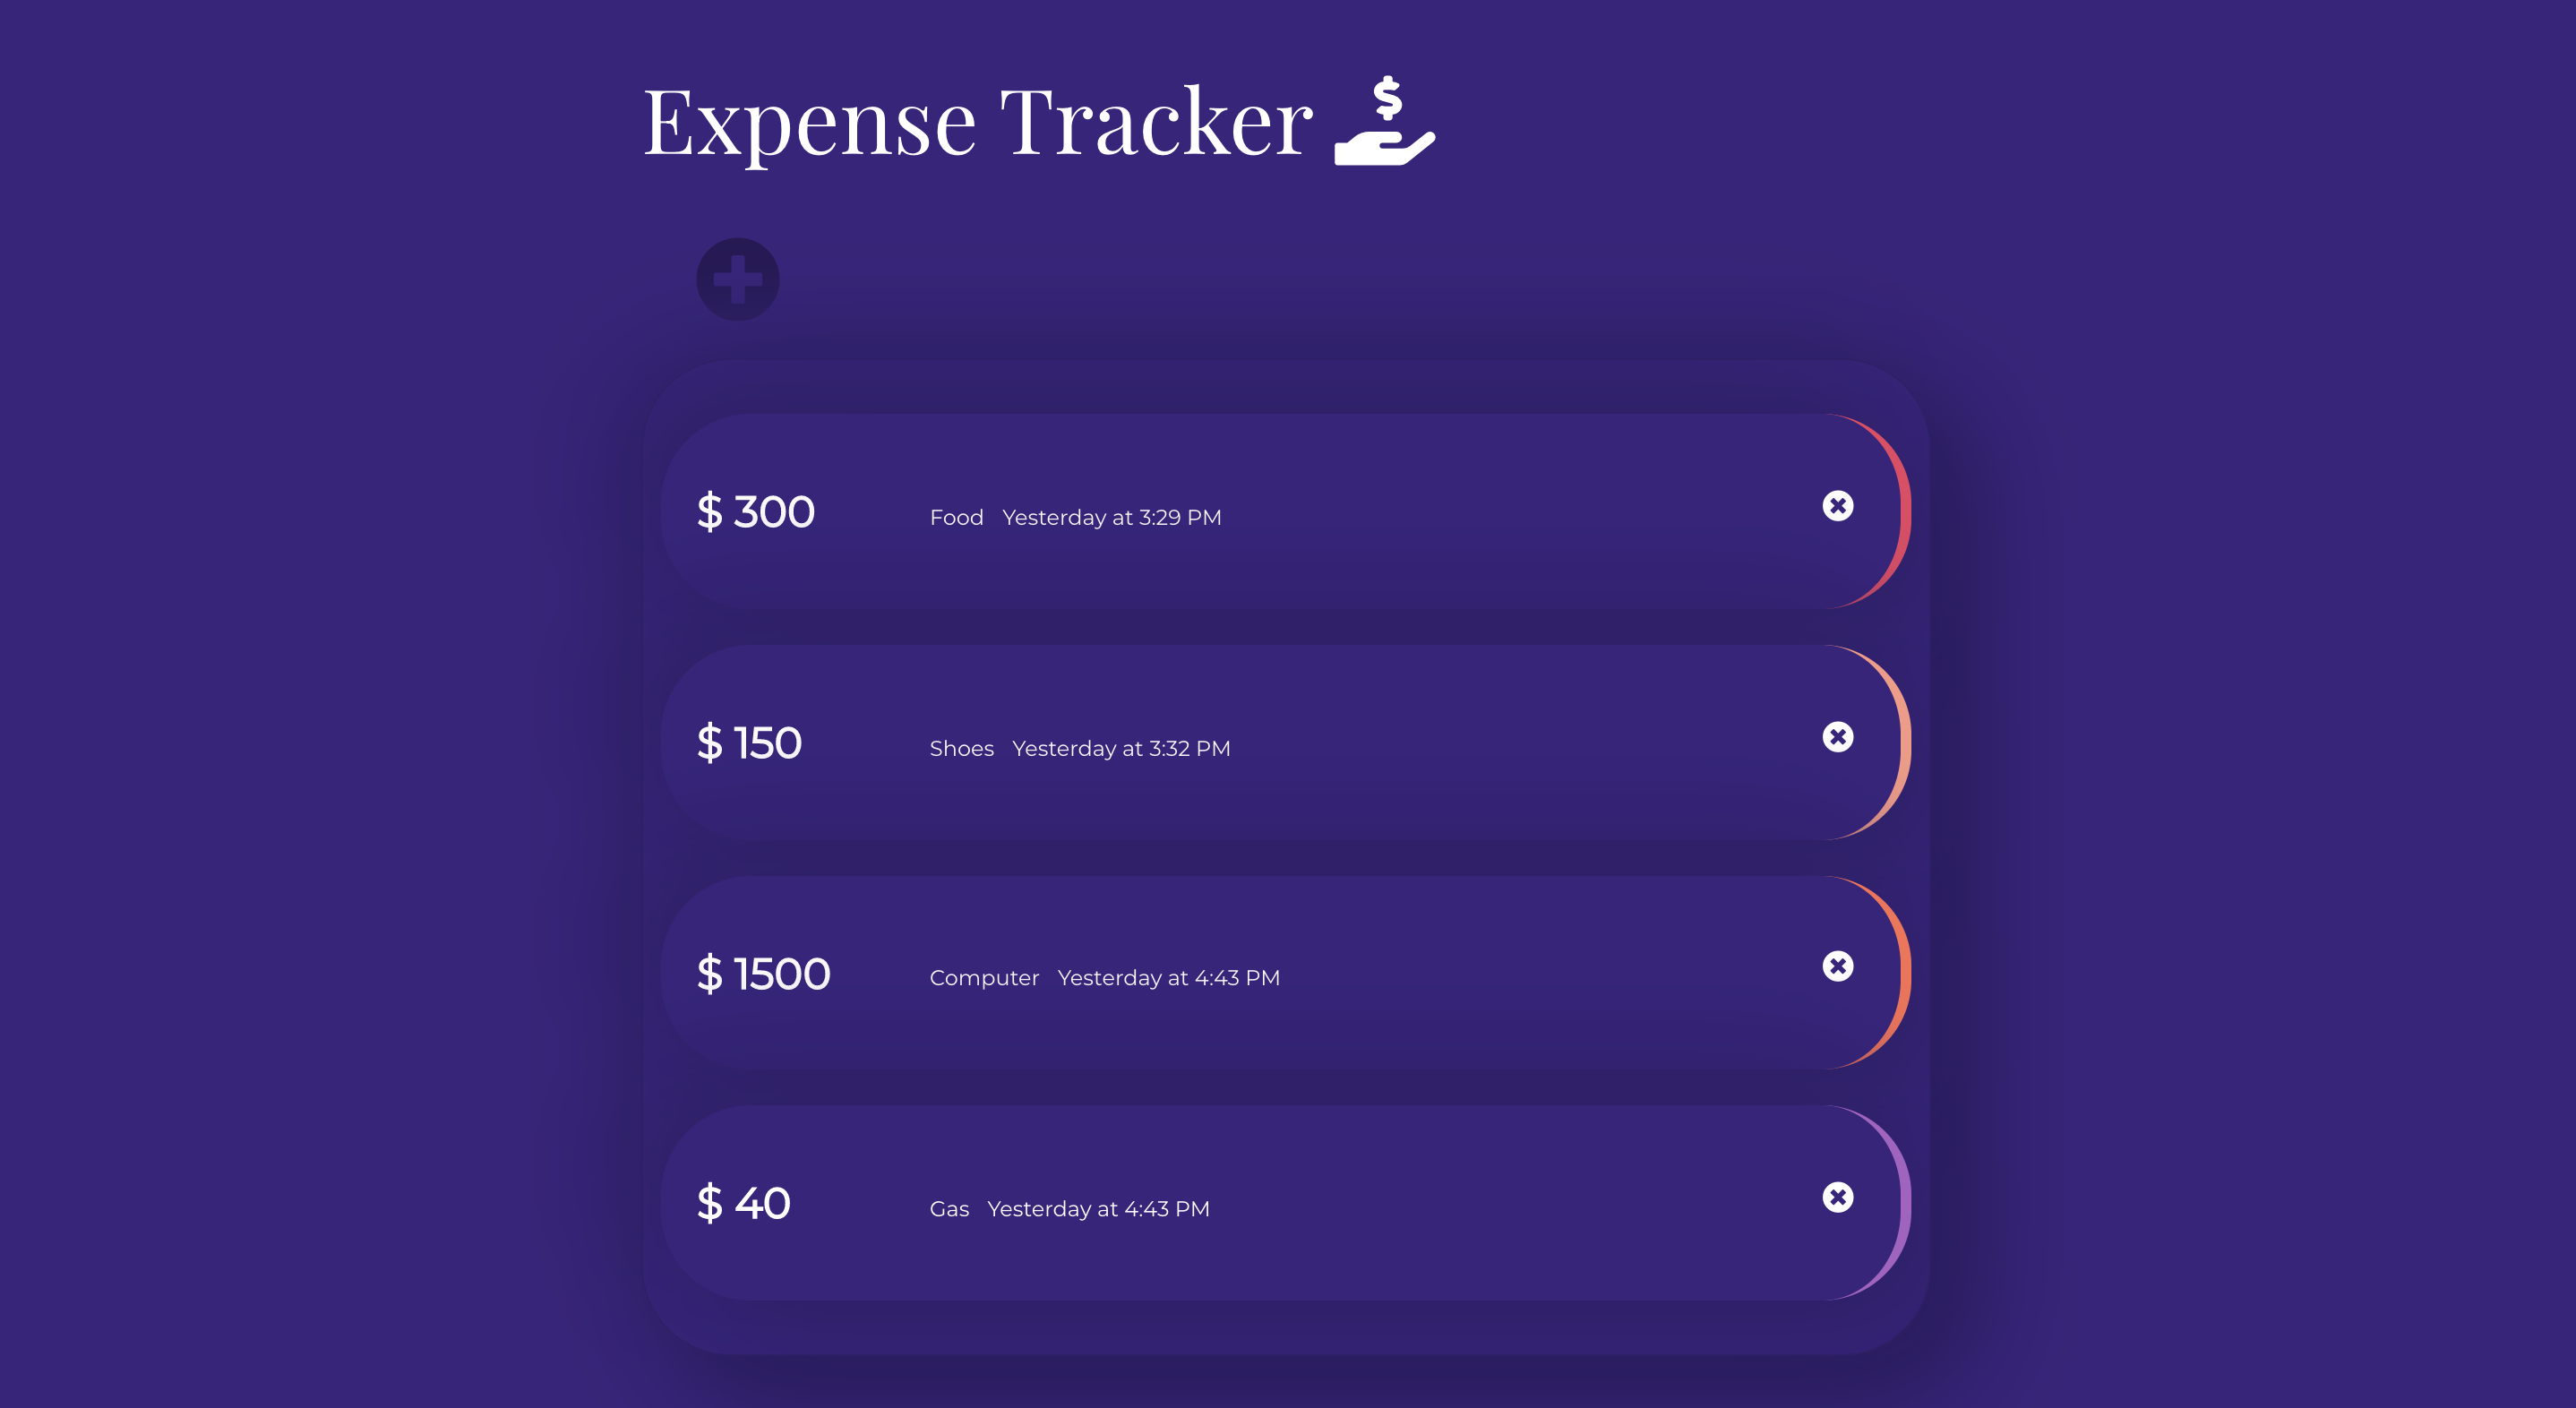 Expense Tracker
$ 300 Food Yesterday at 3:29 PM
$ 150 Shoes Yesterday at 3:32 PM
$ 1500 Computer Yesterday at 4:43 PM
$ 40 Gas Yesterday at 4:43 PM